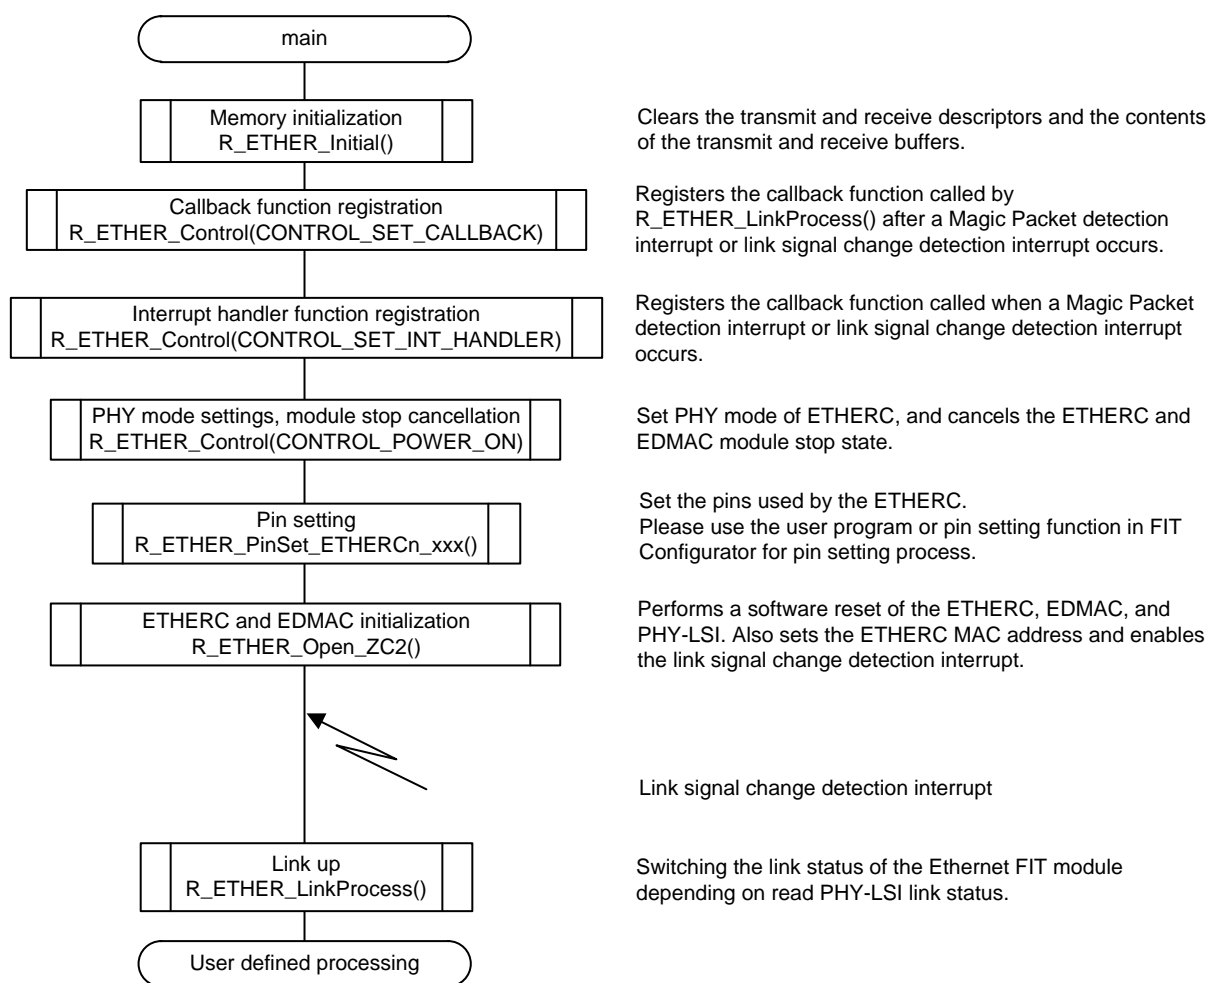 main
Memory initialization
R_ETHER_Initial()
Clears the transmit and receive descriptors and the contents
of the transmit and receive buffers.
Callback function registration
R_ETHER_Control(CONTROL_SET_CALLBACK)
Registers the callback function called by
R_ETHER_LinkProcess() after a Magic Packet detection
interrupt or link signal change detection interrupt occurs.
Interrupt handler function registration
R_ETHER_Control(CONTROL_SET_INT_HANDLER)
Registers the callback function called when a Magic Packet
detection interrupt or link signal change detection interrupt
occurs.
PHY mode settings, module stop cancellation
R_ETHER_Control(CONTROL_POWER_ON)
Set PHY mode of ETHERC, and cancels the ETHERC and
EDMAC module stop state.
Pin setting
R_ETHER_PinSet_ETHERCn_xxx()
Set the pins used by the ETHERC.
Please use the user program or pin setting function in FIT
Configurator for pin setting process.
ETHERC and EDMAC initialization
R_ETHER_Open_ZC2()
Performs a software reset of the ETHERC, EDMAC, and
PHY-LSI. Also sets the ETHERC MAC address and enables
the link signal change detection interrupt.
Link signal change detection interrupt
Link up
R_ETHER_LinkProcess()
Switching the link status of the Ethernet FIT module
depending on read PHY-LSI link status.
User defined processing